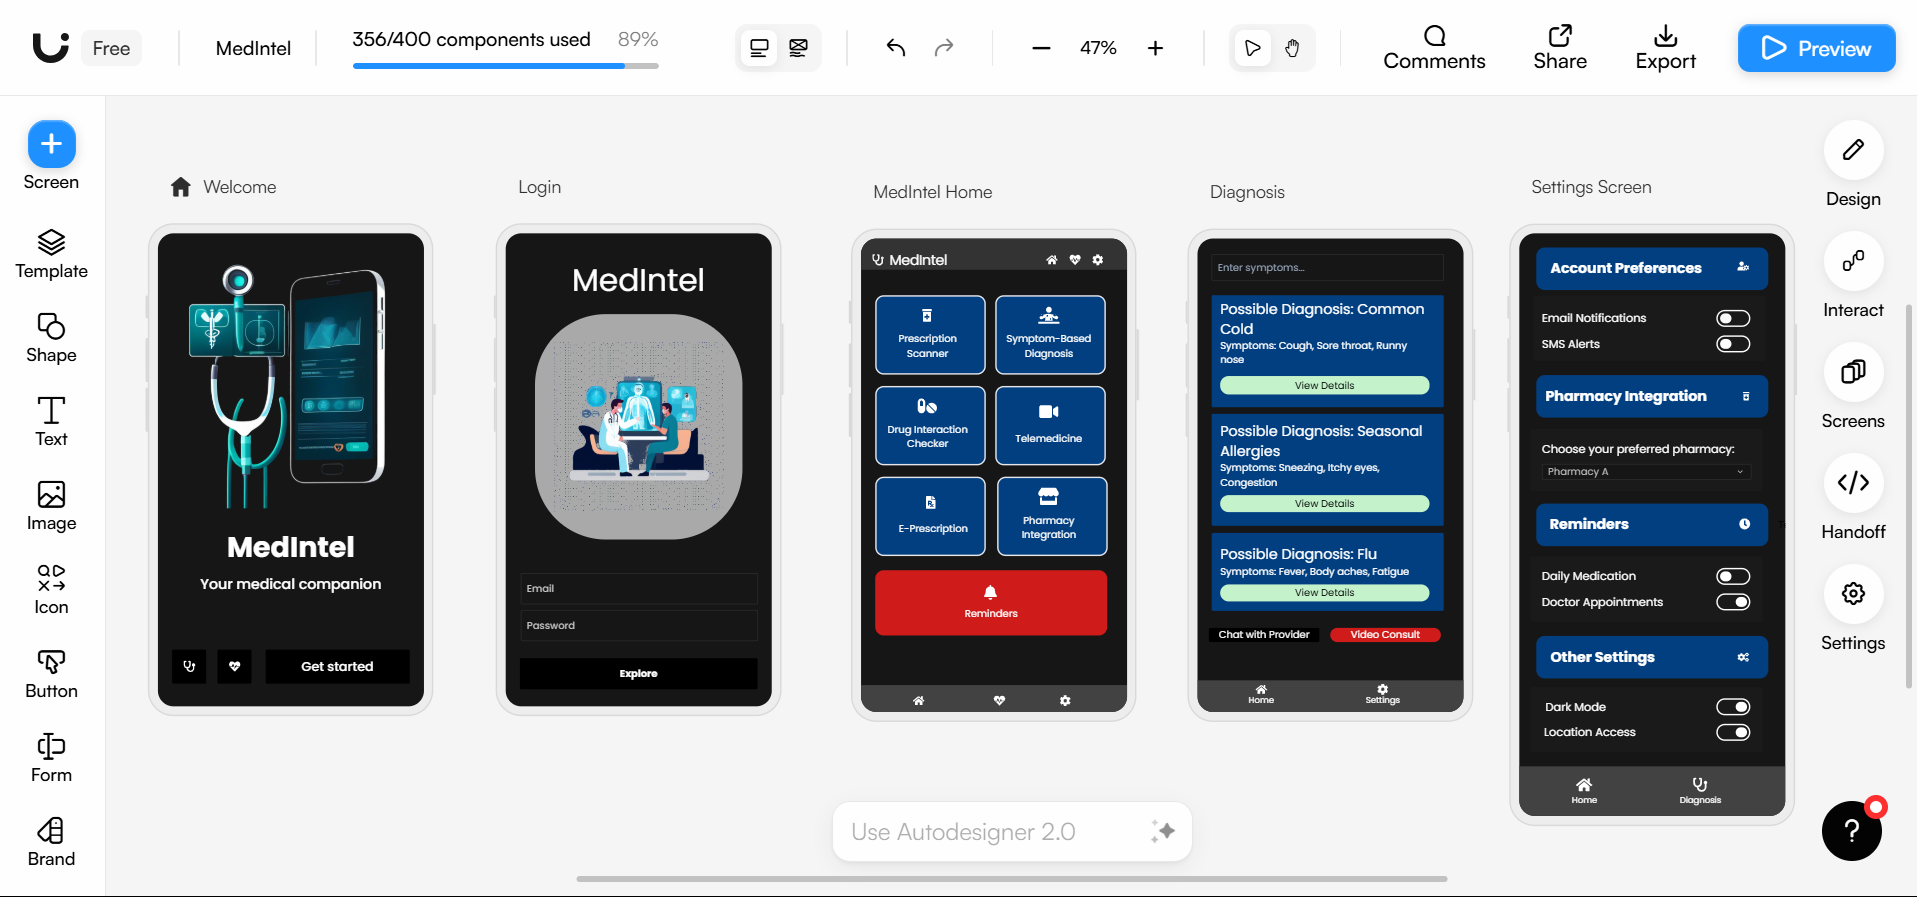 Free
MedIntel
356/400 components used 89%
47%
Comments
Share
Export
Preview
Screen
Template
Shape
Text
Image
Icon
Button
Form
Brand
Welcome
MedIntel
Your medical companion
Get started
Login
MedIntel
Email
Password
Explore
MedIntel Home
MedIntel
Prescription
Scanner
Symptom-Based
Diagnosis
Drug Interaction
Checker
Telemedicine
E-Prescription
Pharmacy
Integration
Reminders
Diagnosis
Enter symptoms...
Possible Diagnosis: Common
Cold
Symptoms: Cough, Sore throat, Runny
nose
View Details
Possible Diagnosis: Seasonal
Allergies
Symptoms: Sneezing, Itchy eyes,
Congestion
View Details
Possible Diagnosis: Flu
Symptoms: Fever, Body aches, Fatigue
View Details
Chat with Provider
Video Consult
Home
Settings
Settings Screen
Account Preferences
Email Notifications
SMS Alerts
Pharmacy Integration
Choose your preferred pharmacy:
Pharmacy A
Reminders
Daily Medication
Doctor Appointments
Other Settings
Dark Mode
Location Access
Home
Diagnosis
Design
Interact
Screens
Handoff
Settings
Use Autodesigner 2.0
?